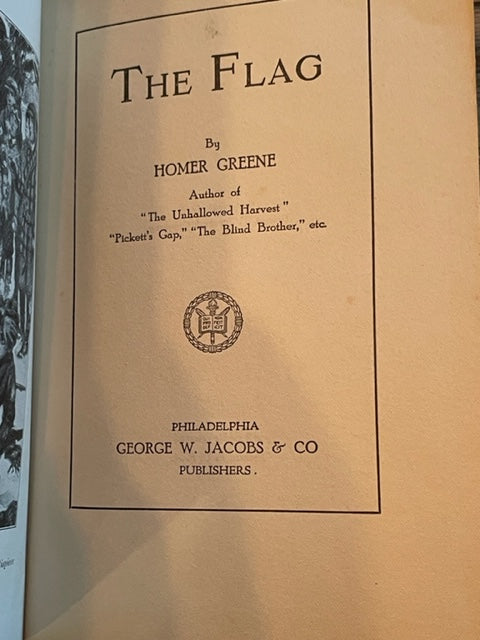 THE FLAG
By
HOMER GREENE
Author of
"The Unhallowed Harvest"
"Pickett's Gap," "The Blind Brother," etc.
PHILADELPHIA
GEORGE W. JACOBS & CO
PUBLISHERS.